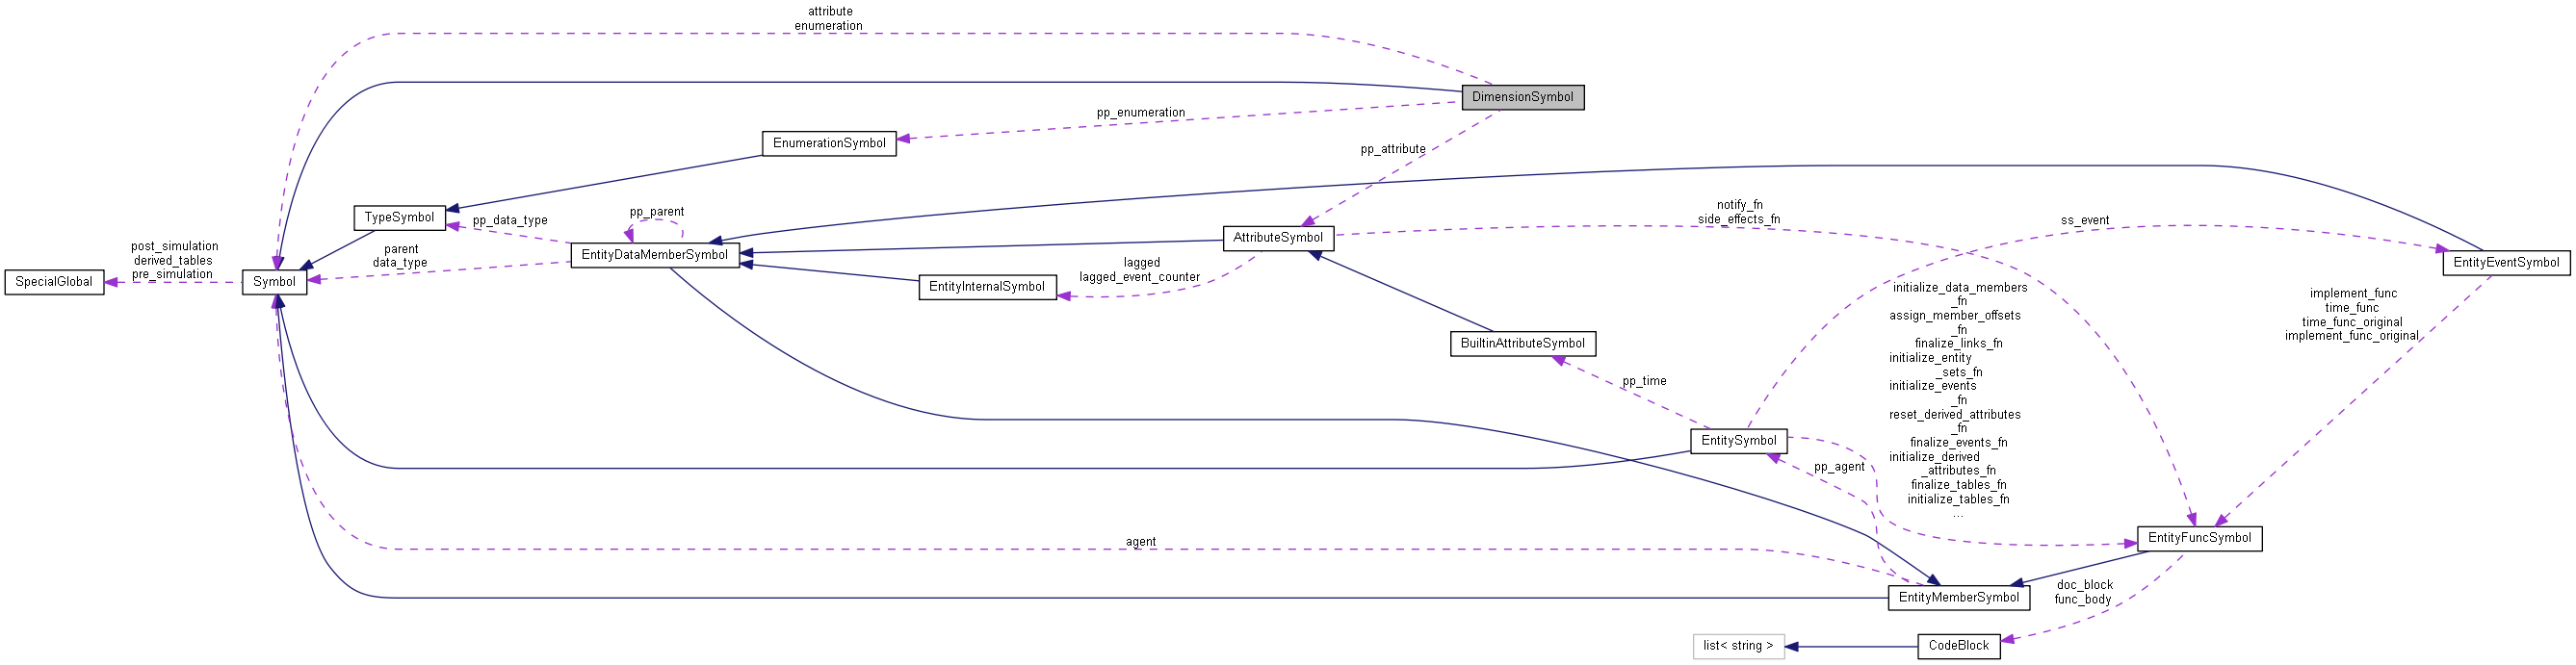 attribute
enumeration
DimensionSymbol
pp_enumeration
EnumerationSymbol
pp_attribute
TypeSymbol
pp_data_type
pp_parent
notify_fn
side_effects_fn
ss_event
post_simulation
derived_tables
pre_simulation
parent
data_type
EntityDataMemberSymbol
AttributeSymbol
EntityEventSymbol
SpecialGlobal
Symbol
lagged
lagged_event_counter
EntityInternalSymbol
initialize_data_members
_fn
assign_member_offsets
_fn
finalize_links_fn
initialize_entity
_sets_fn
initialize_events
_fn
reset_derived_attributes
_fn
finalize_events_fn
initialize_derived
_attributes_fn
finalize_tables_fn
initialize_tables_fn
...
implement_func
time_func
time_func_original
implement_func_original
BuiltinAttributeSymbol
pp_time
EntitySymbol
pp_agent
agent
EntityFuncSymbol
EntityMemberSymbol
doc_block
func_body
list< string >
CodeBlock